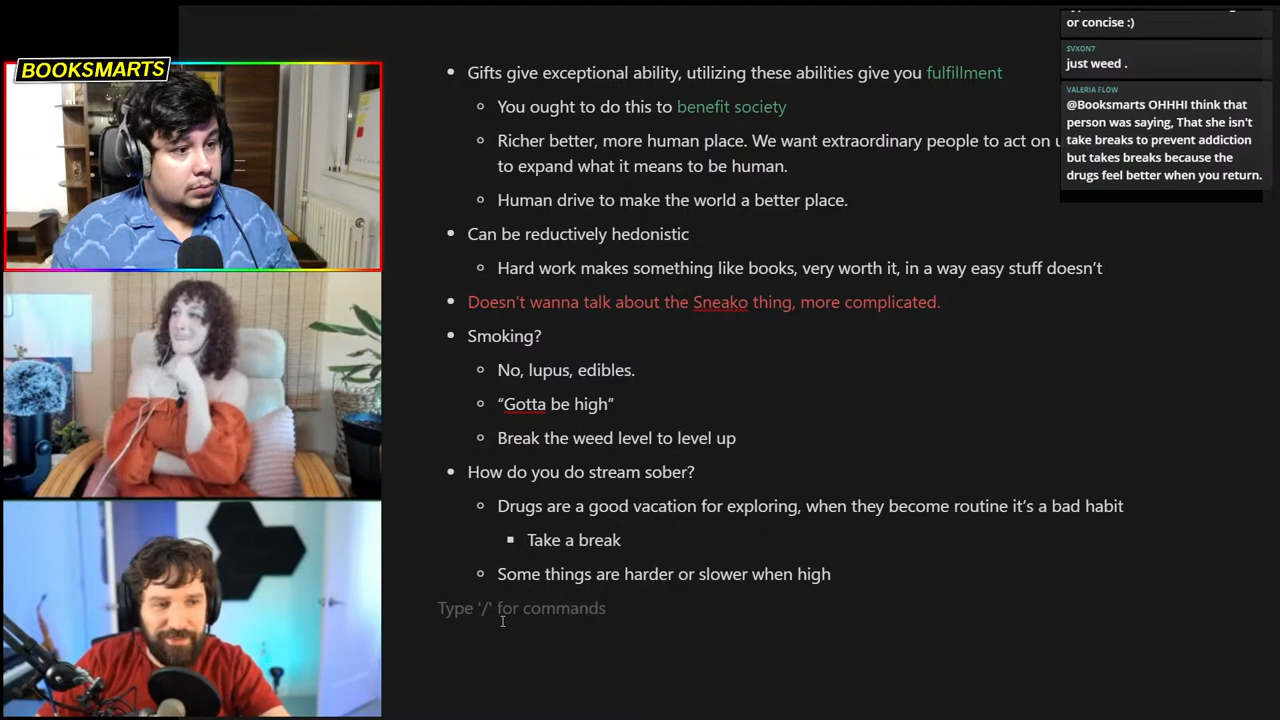 BOOKSMARTS
Gifts give exceptional ability, utilizing these abilities give you fulfillment
You ought to do this to benefit society
Richer better, more human place. We want extraordinary people to act on
to expand what it means to be human.
Human drive to make the world a better place.
Can be reductively hedonistic
Hard work makes something like books, very worth it, in a way easy stuff doesn’t
Doesn’t wanna talk about the Sneako thing, more complicated.
Smoking?
No, lupus, edibles.
“Gotta be high”
Break the weed level to level up
How do you do stream sober?
Drugs are a good vacation for exploring, when they become routine it’s a bad habit
Take a break
Some things are harder or slower when high
Type '/' for commands
or concise :)
SVXON7
just weed .
VALERIA FLOW
@Booksmarts OHHHI think that
person was saying, That she isn't
take breaks to prevent addiction
but takes breaks because the
drugs feel better when you return.